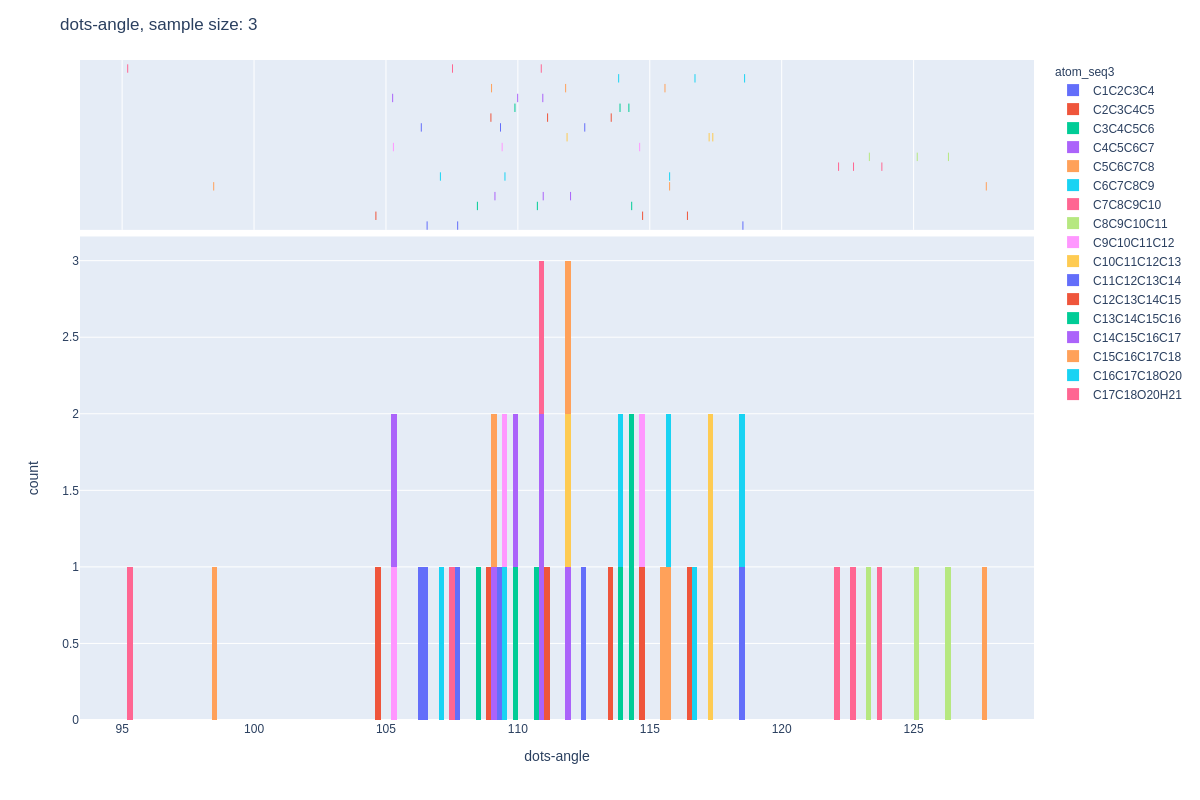 dots-angle, sample size: 3
atom_seq3
C1C2C3C4
C2C3C4C5
C3C4C5C6
C4C5C6C7
C5C6C7C8
C6C7C8C9
C7C8C9C10
C8C9C10C11
C9C10C11C12
C10C11C12C13
C11C12C13C14
C12C13C14C15
C13C14C15C16
C14C15C16C17
C15C16C17C18
C16C17C18O20
C17C18O20H21
3
2.5
2
1.5
1
0.5
0
count
95 100 105 110 115 120 125
dots-angle